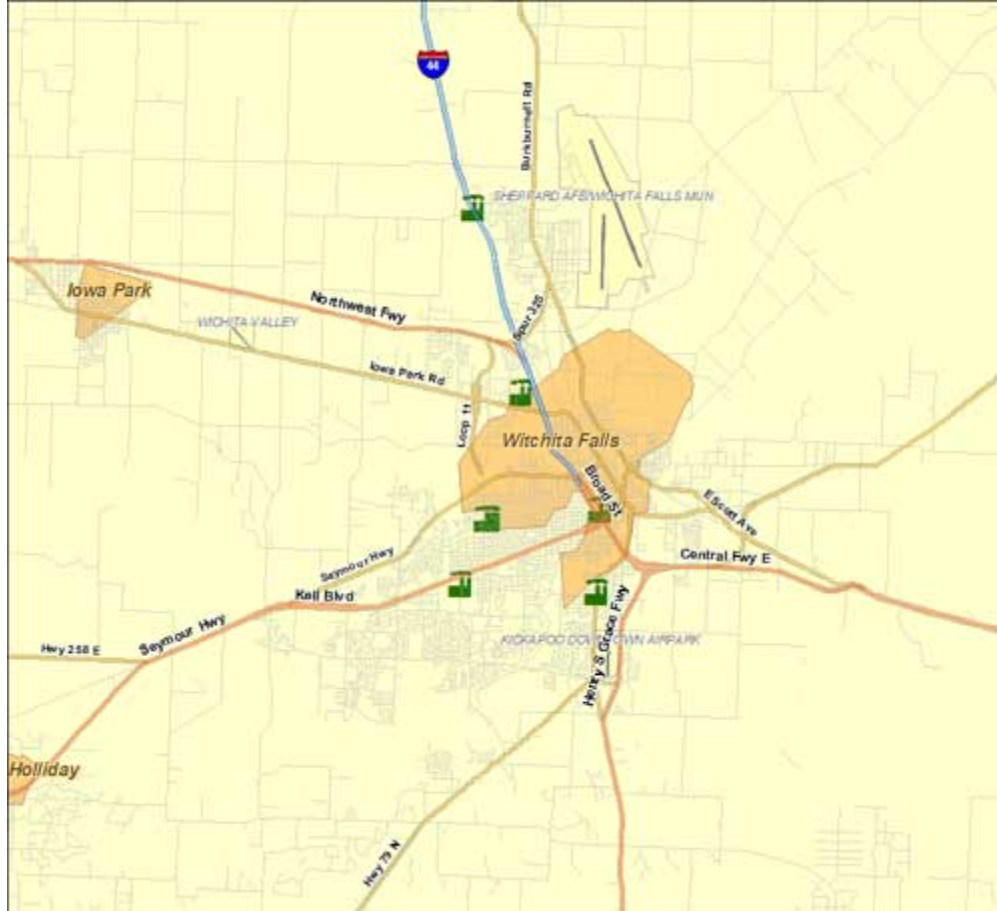 44
Burkburnett Rd
SHEPPARD AFB/WICHITA FALLS MUN
Iowa Park
Northwest Fwy
WICHITA VALLEY
Spur 325
Iowa Park Rd
Loop 11
Witchita Falls
Broad St
E Scott Ave
Seymour Hwy
Central Fwy E
Kell Blvd
Seymour Hwy
Hwy 258 E
KICKAPOO DOWNTOWN AIRPARK
Henry S Grace Fwy
Holliday
Hwy 79 N